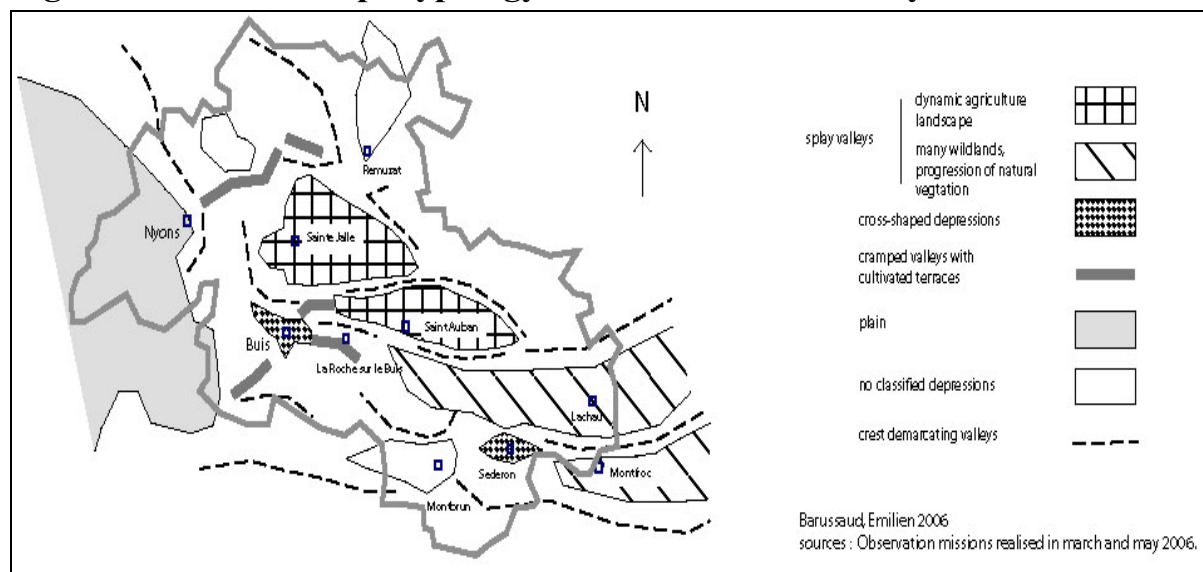 N
Remuzat
Nyons
Sainte Jalle
Saint Auban
Buis
La Roche sur le Buis
Lachau
Sederon
Montfroc
Montbrun
splay valleys
dynamic agriculture
landscape
many wildlands,
progression of natural
vegtation
cross-shaped depressions
cramped valleys with
cultivated terraces
plain
no classified depressions
crest demarcating valleys
Barussaud, Emilien 2006
sources : Observation missions realised in march and may 2006.